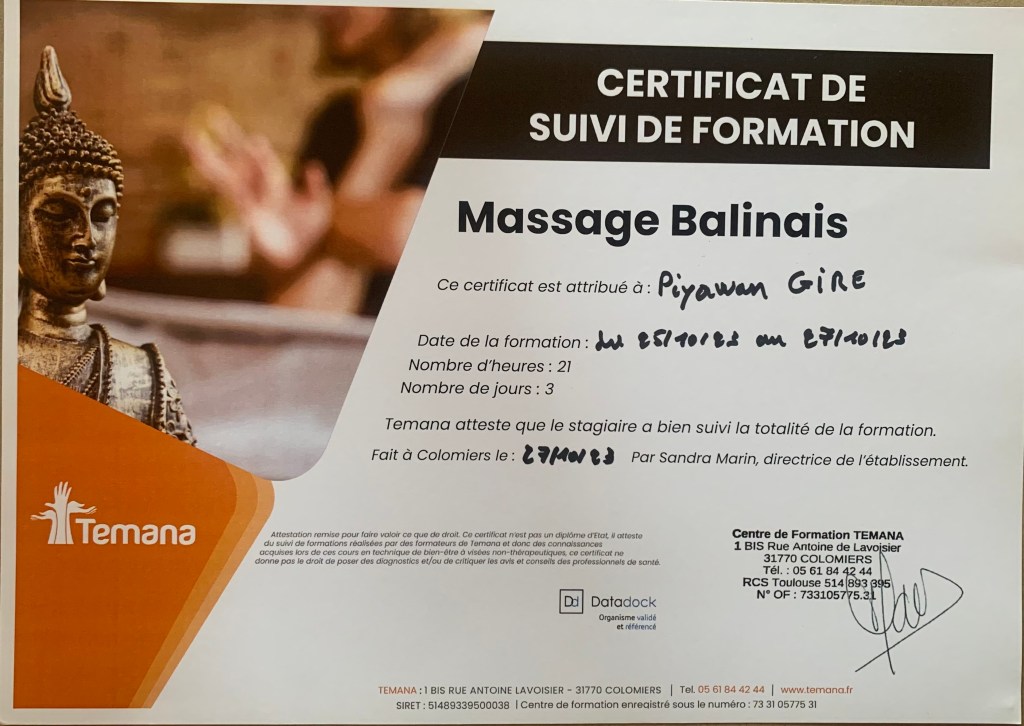 CERTIFICAT DE
SUIVI DE FORMATION
Massage Balinais
Ce certificat est attribué à : Piyawan GiRE
Date de la formation : du 25/10/23 au 27/10/23
Nombre d'heures : 21
Nombre de jours : 3
Temana atteste que le stagiaire a bien suivi la totalité de la formation.
Fait à Colomiers le : 27/10/23 Par Sandra Marin, directrice de l'établissement.
Temana
Attestation remise pour faire valoir ce que de droit. Ce certificat n'est pas un diplôme d'Etat, il atteste
du suivi de formations réalisées par des formateurs de Temana et donc des connaissances
acquises lors de ces cours en technique de bien-être à visées non-thérapeutiques, ce certificat ne
donne pas le droit de poser des diagnostics et/ou de critiquer les avis et conseils des professionnels de santé.
Centre de Formation TEMANA
1 BIS Rue Antoine de Lavoisier
31770 COLOMIERS
Tél. : 05 61 84 42 44
RCS Toulouse 514 893 395
N° OF : 733105775.31
Dd Datadock
Organisme validé
et référencé
TEMANA : 1 BIS RUE ANTOINE LAVOISIER - 31770 COLOMIERS | Tel. 05 61 84 42 44 | www.temana.fr
SIRET : 51489339500038 | Centre de formation enregistré sous le numéro : 73 31 05775 31